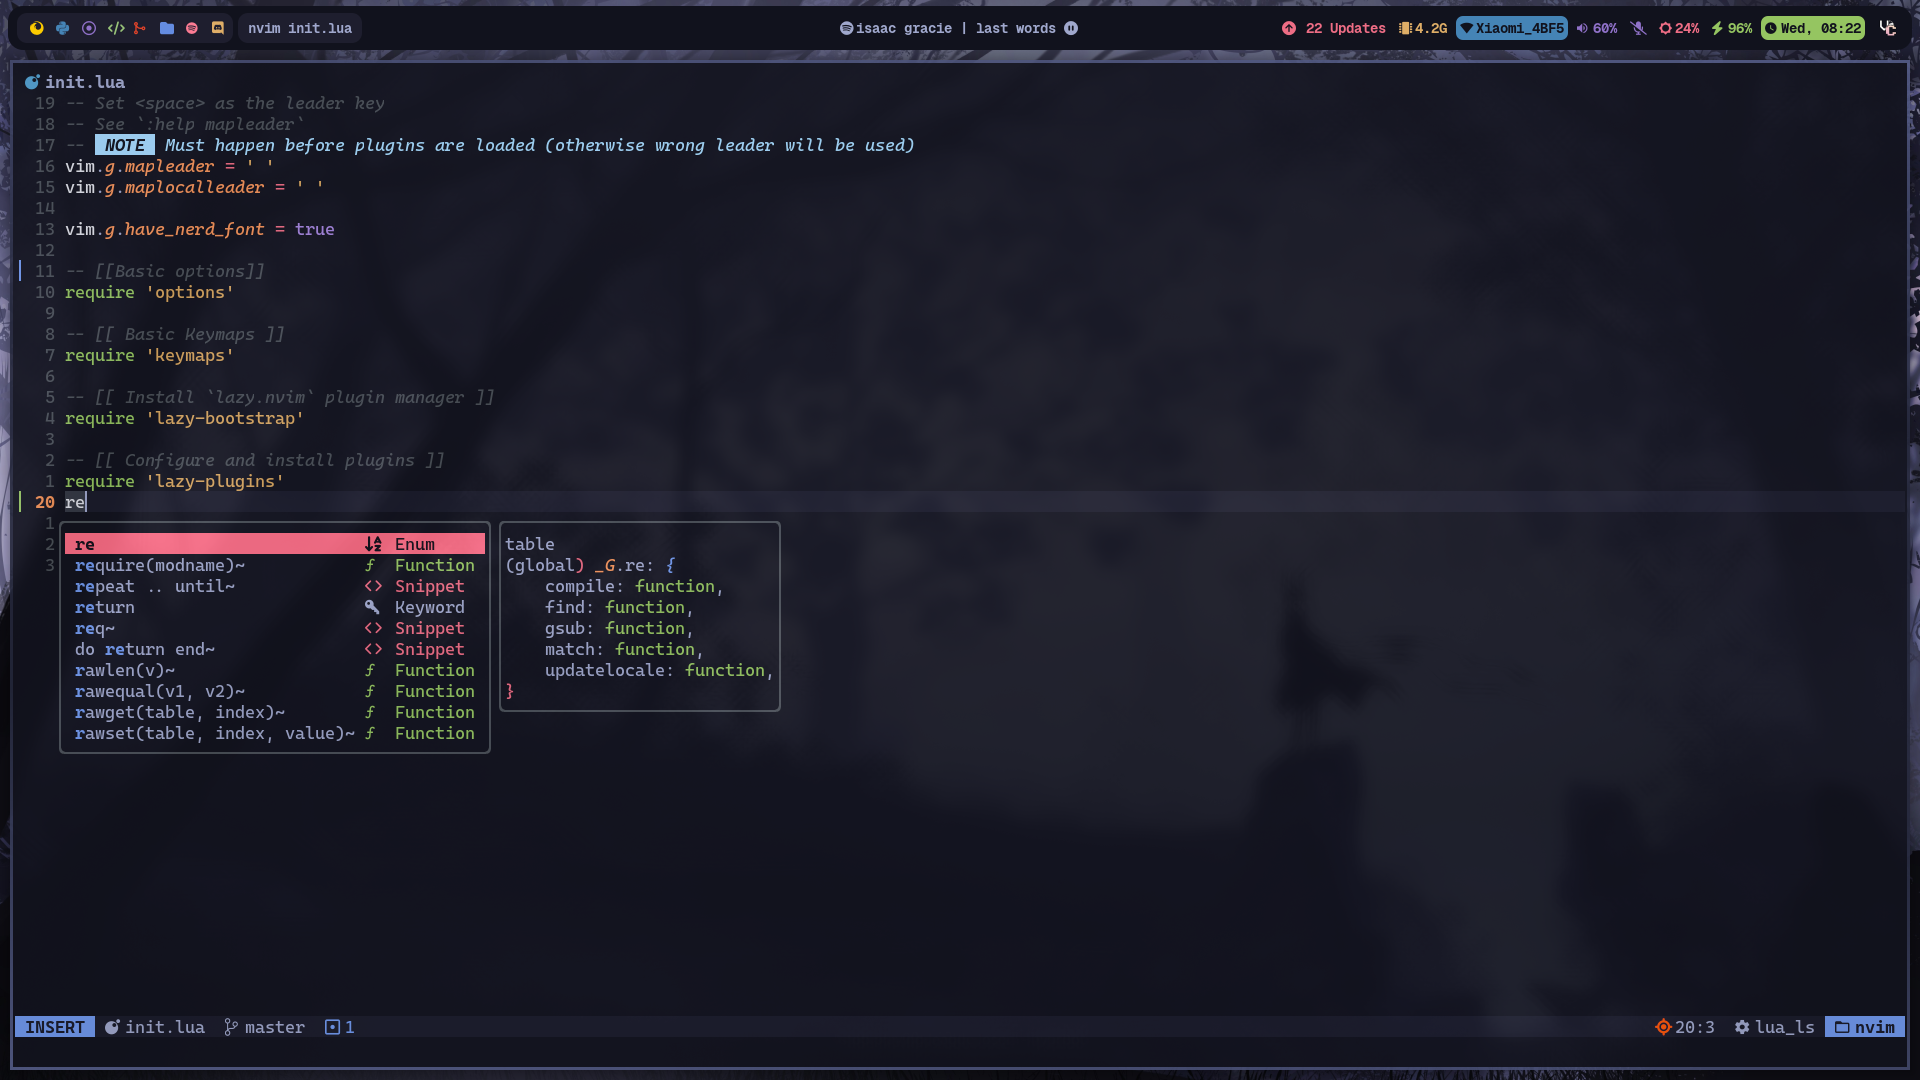 nvim init.lua
isaac gracie | last words
22 Updates 4.2G Xiaomi_4BF5 60% 24% 96% Wed, 08:22
init.lua
19 -- Set <space> as the leader key
18 -- See `:help mapleader`
17 -- NOTE Must happen before plugins are loaded (otherwise wrong leader will be used)
16 vim.g.mapleader = ' '
15 vim.g.maplocalleader = ' '
14
13 vim.g.have_nerd_font = true
12
11 -- [[Basic options]]
10 require 'options'
9
8 -- [[ Basic Keymaps ]]
7 require 'keymaps'
6
5 -- [[ Install `lazy.nvim` plugin manager ]]
4 require 'lazy-bootstrap'
3
2 -- [[ Configure and install plugins ]]
1 require 'lazy-plugins'
20 re
1
2
3
re Enum
require(modname)~ Function
repeat .. until~ Snippet
return Keyword
req~ Snippet
do return end~ Snippet
rawlen(v)~ Function
rawequal(v1, v2)~ Function
rawget(table, index)~ Function
rawset(table, index, value)~ Function
table
(global) _G.re: {
compile: function,
find: function,
gsub: function,
match: function,
updatelocale: function,
}
INSERT init.lua master 1
20:3 lua_ls nvim